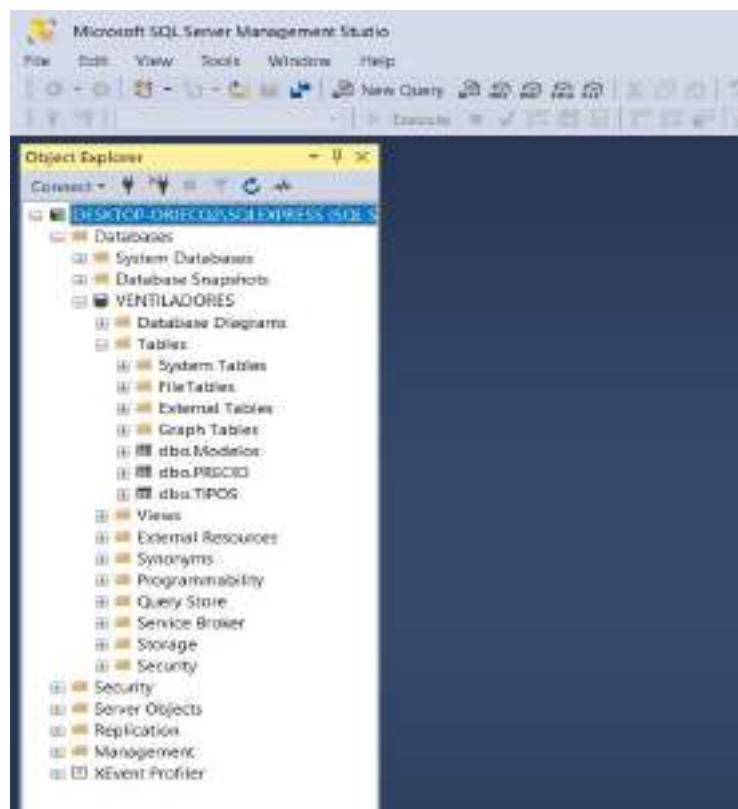 Microsoft SQL Server Management Studio
File Edit View Tools Window Help
New Query
Execute
Object Explorer
Connect
Databases
System Databases
Database Snapshots
VENTILADORES
Database Diagrams
Tables
System Tables
FileTables
External Tables
Graph Tables
dbo.Modelos
dbo.PRECIO
dbo.TIPOS
Views
External Resources
Synonyms
Programmability
Query Store
Service Broker
Storage
Security
Security
Server Objects
Replication
Management
XEvent Profiler